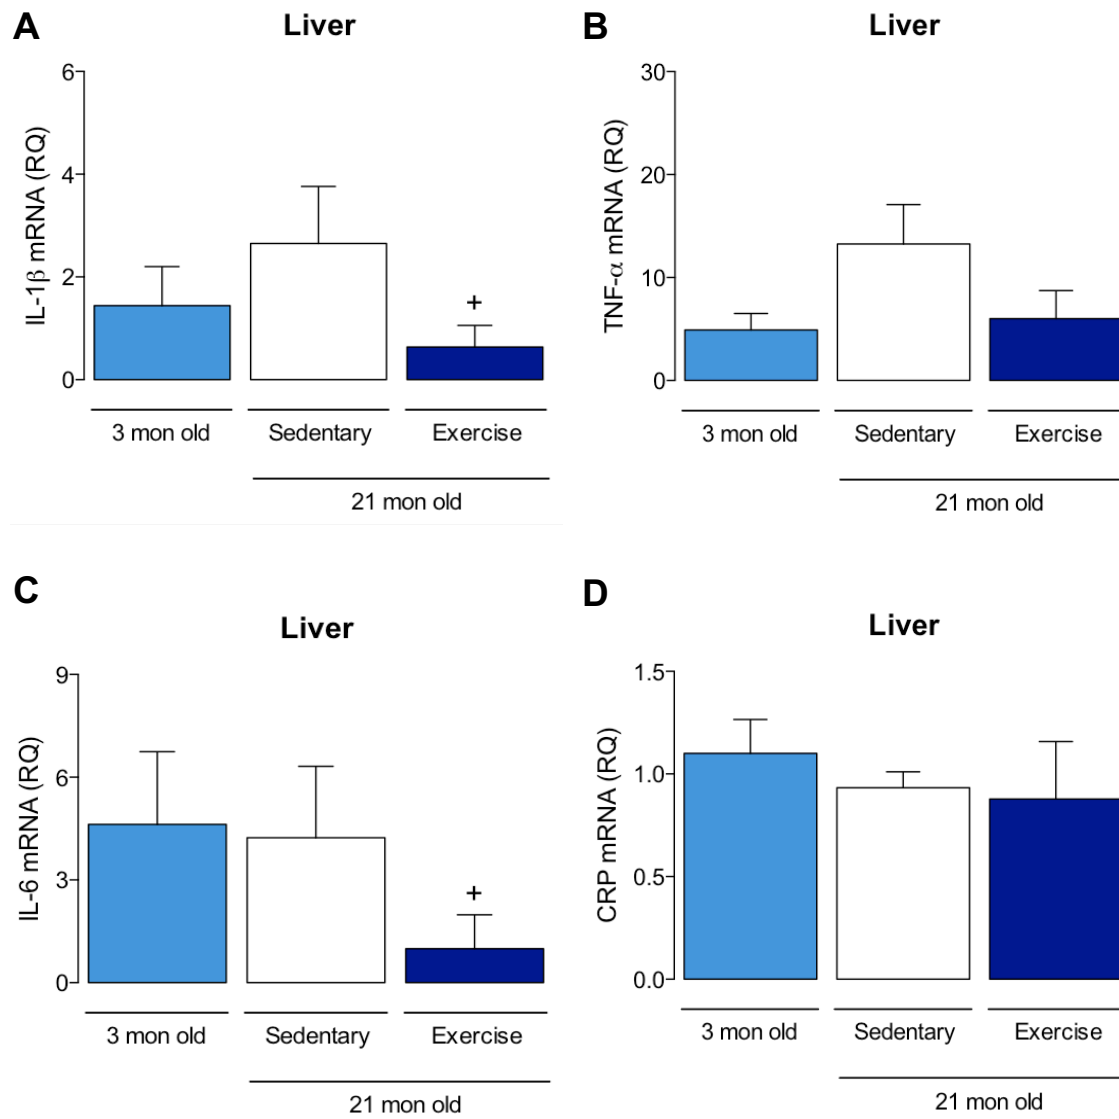 A
Liver
IL-1β mRNA (RQ)
6
4
2
0
+
3 mon old
Sedentary
Exercise
21 mon old
B
Liver
TNF-α mRNA (RQ)
30
20
10
0
3 mon old
Sedentary
Exercise
21 mon old
C
Liver
IL-6 mRNA (RQ)
9
6
3
0
+
3 mon old
Sedentary
Exercise
21 mon old
D
Liver
CRP mRNA (RQ)
1.5
1.0
0.5
0.0
3 mon old
Sedentary
Exercise
21 mon old